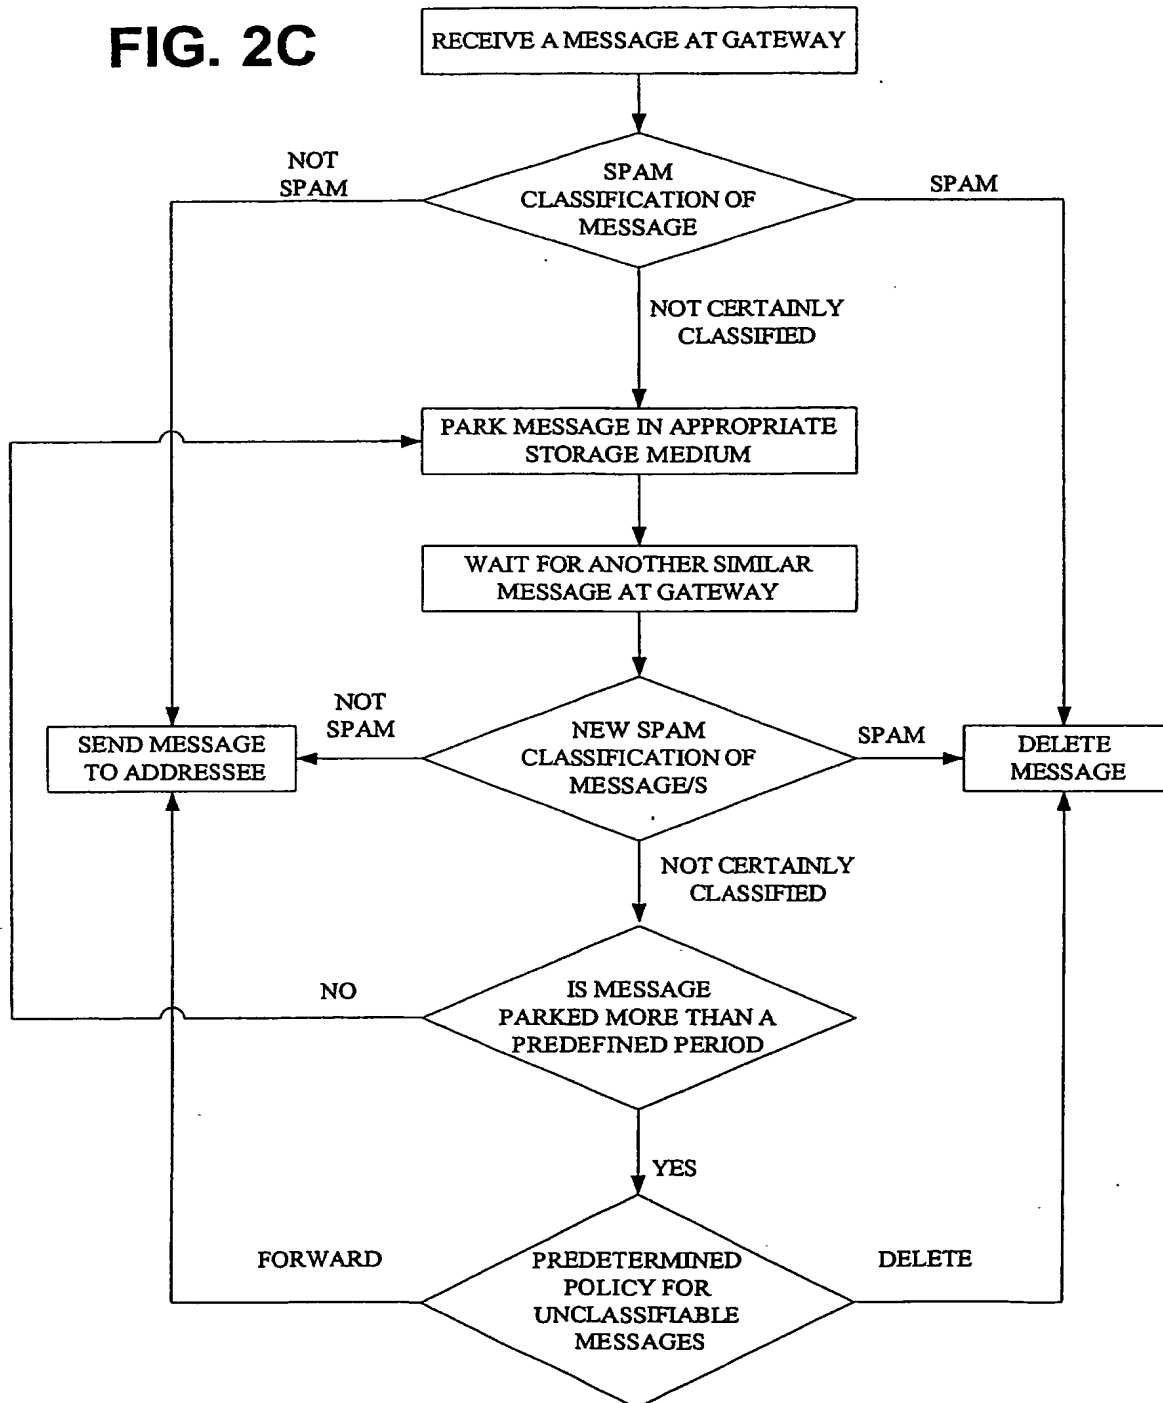 FIG. 2C
RECEIVE A MESSAGE AT GATEWAY
SPAM
CLASSIFICATION OF
MESSAGE
NOT
SPAM
SPAM
NOT CERTAINLY
CLASSIFIED
PARK MESSAGE IN APPROPRIATE
STORAGE MEDIUM
WAIT FOR ANOTHER SIMILAR
MESSAGE AT GATEWAY
NEW SPAM
CLASSIFICATION OF
MESSAGE/S
NOT
SPAM
SPAM
SEND MESSAGE
TO ADDRESSEE
DELETE
MESSAGE
NOT CERTAINLY
CLASSIFIED
IS MESSAGE
PARKED MORE THAN A
PREDEFINED PERIOD
NO
YES
PREDETERMINED
POLICY FOR
UNCLASSIFIABLE
MESSAGES
FORWARD
DELETE